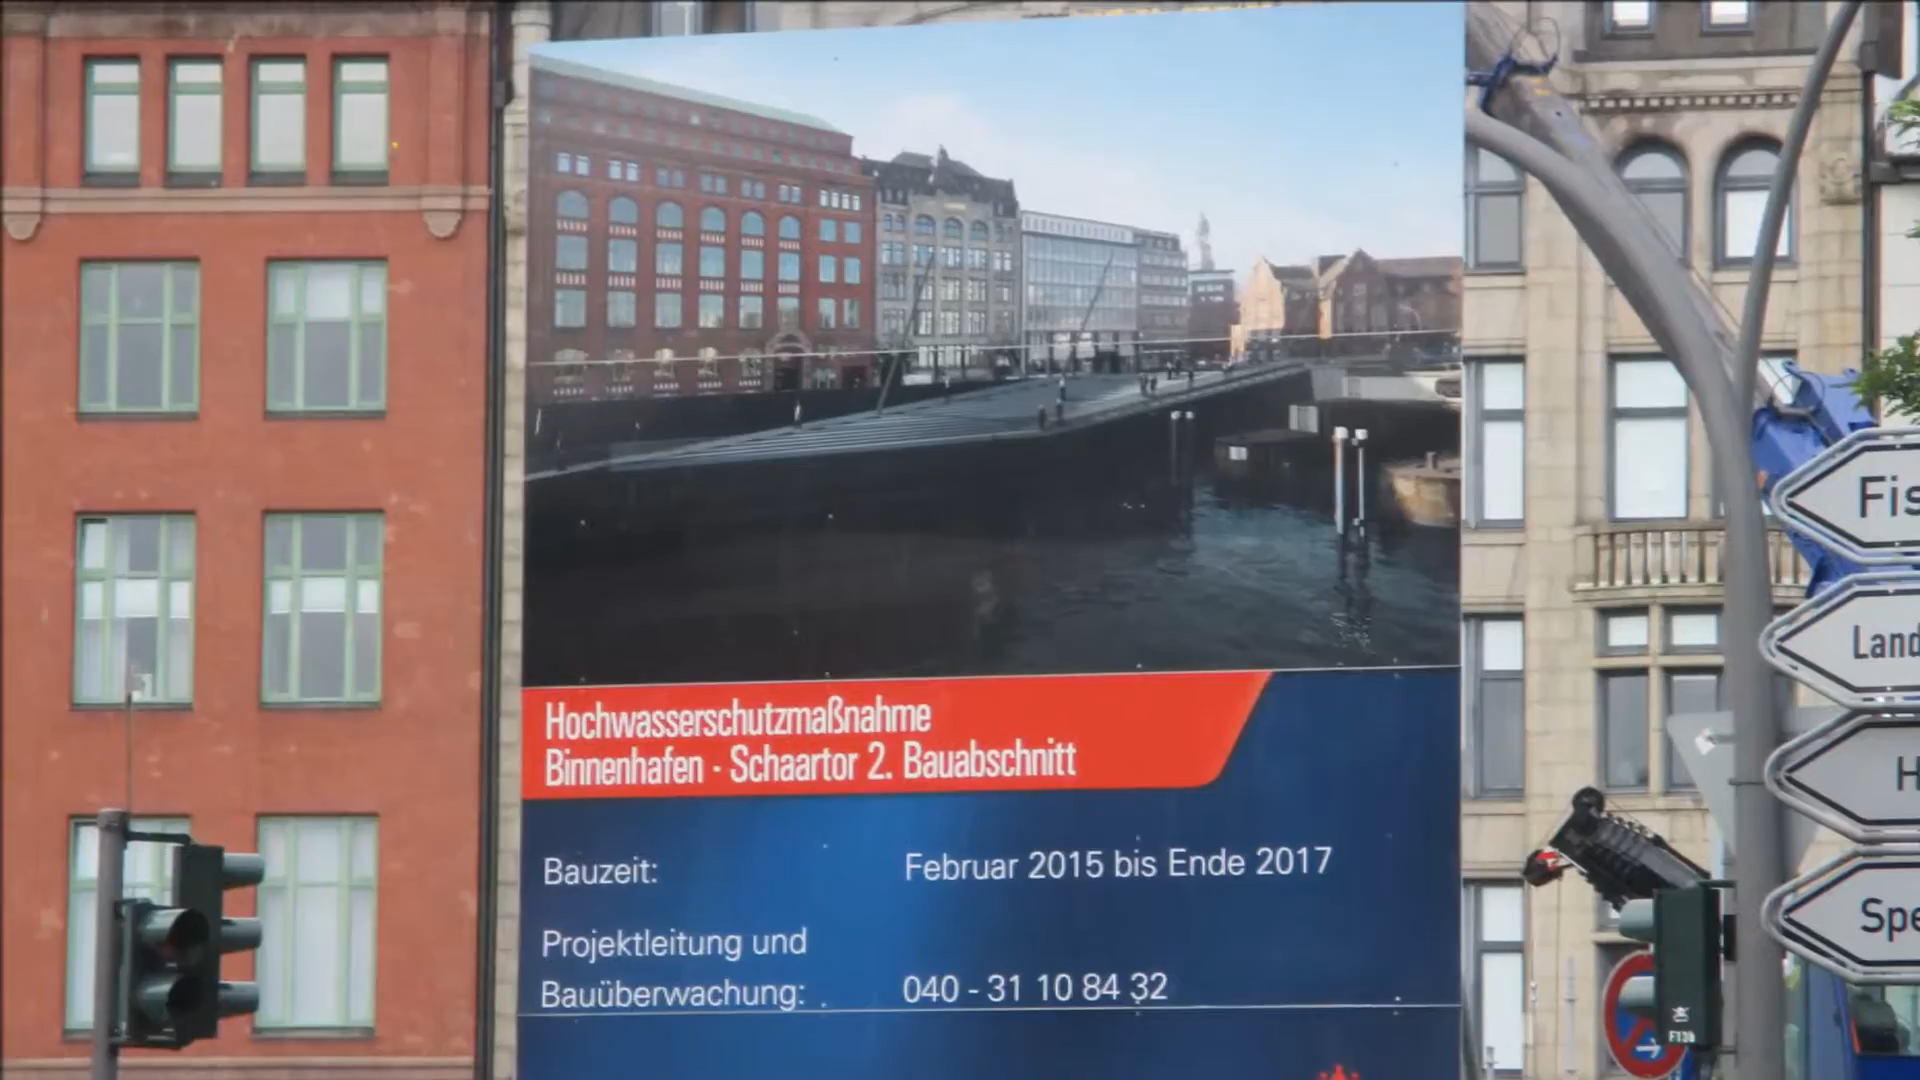 Hochwasserschutzmaßnahme
Binnenhafen - Schaartor 2. Bauabschnitt
Bauzeit: Februar 2015 bis Ende 2017
Projektleitung und
Bauüberwachung: 040 - 31 10 84 32
Fis
Land
H
Spe
F130